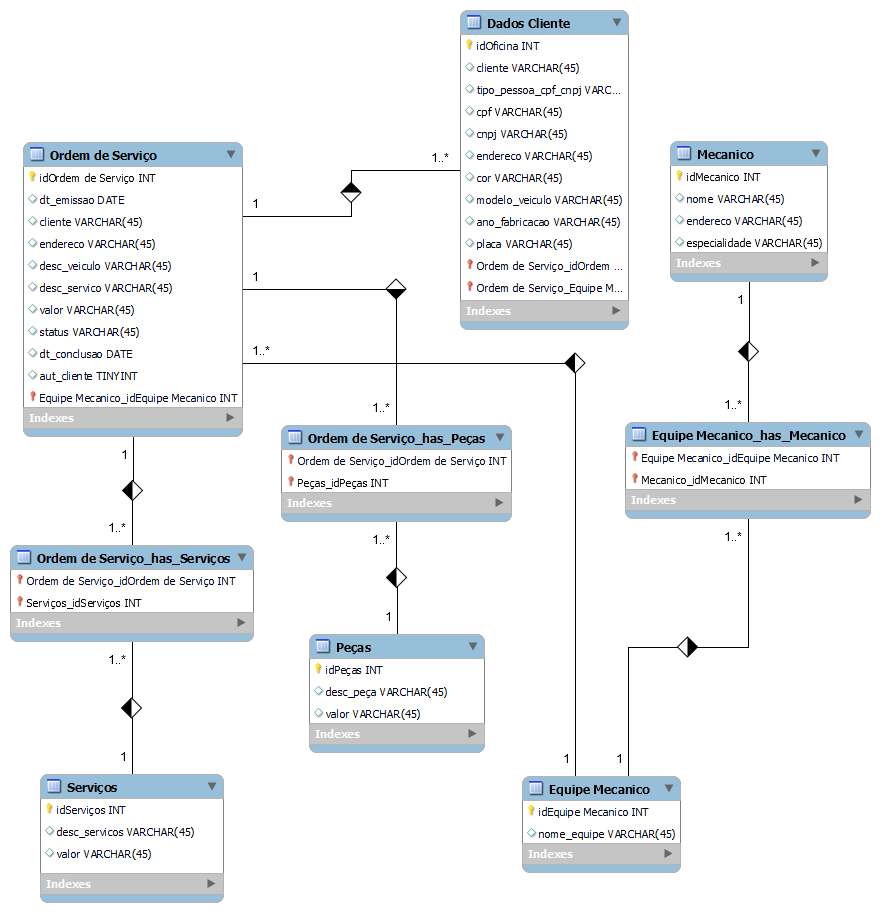 Dados Cliente
idOficina INT
cliente VARCHAR(45)
tipo_pessoa_cpf_cnpj VARC...
cpf VARCHAR(45)
cnpj VARCHAR(45)
endereco VARCHAR(45)
cor VARCHAR(45)
modelo_veiculo VARCHAR(45)
ano_fabricacao VARCHAR(45)
placa VARCHAR(45)
Ordem de Serviço_idOrdem ...
Ordem de Serviço_Equipe M...
Indexes
Ordem de Serviço
idOrdem de Serviço INT
dt_emissao DATE
cliente VARCHAR(45)
endereco VARCHAR(45)
desc_veiculo VARCHAR(45)
desc_servico VARCHAR(45)
valor VARCHAR(45)
status VARCHAR(45)
dt_conclusao DATE
aut_cliente TINYINT
Equipe Mecanico_idEquipe Mecanico INT
Indexes
Mecanico
idMecanico INT
nome VARCHAR(45)
endereco VARCHAR(45)
especialidade VARCHAR(45)
Indexes
1..*
1
1
1..*
1..*
1
1..*
Ordem de Serviço_has_Peças
Ordem de Serviço_idOrdem de Serviço INT
Peças_idPeças INT
Indexes
Equipe Mecanico_has_Mecanico
Equipe Mecanico_idEquipe Mecanico INT
Mecanico_idMecanico INT
Indexes
1
1..*
Ordem de Serviço_has_Serviços
Ordem de Serviço_idOrdem de Serviço INT
Serviços_idServiços INT
Indexes
1..*
1
1..*
Peças
idPeças INT
desc_peça VARCHAR(45)
valor VARCHAR(45)
Indexes
1..*
1
1
1
Serviços
idServiços INT
desc_servicos VARCHAR(45)
valor VARCHAR(45)
Indexes
Equipe Mecanico
idEquipe Mecanico INT
nome_equipe VARCHAR(45)
Indexes